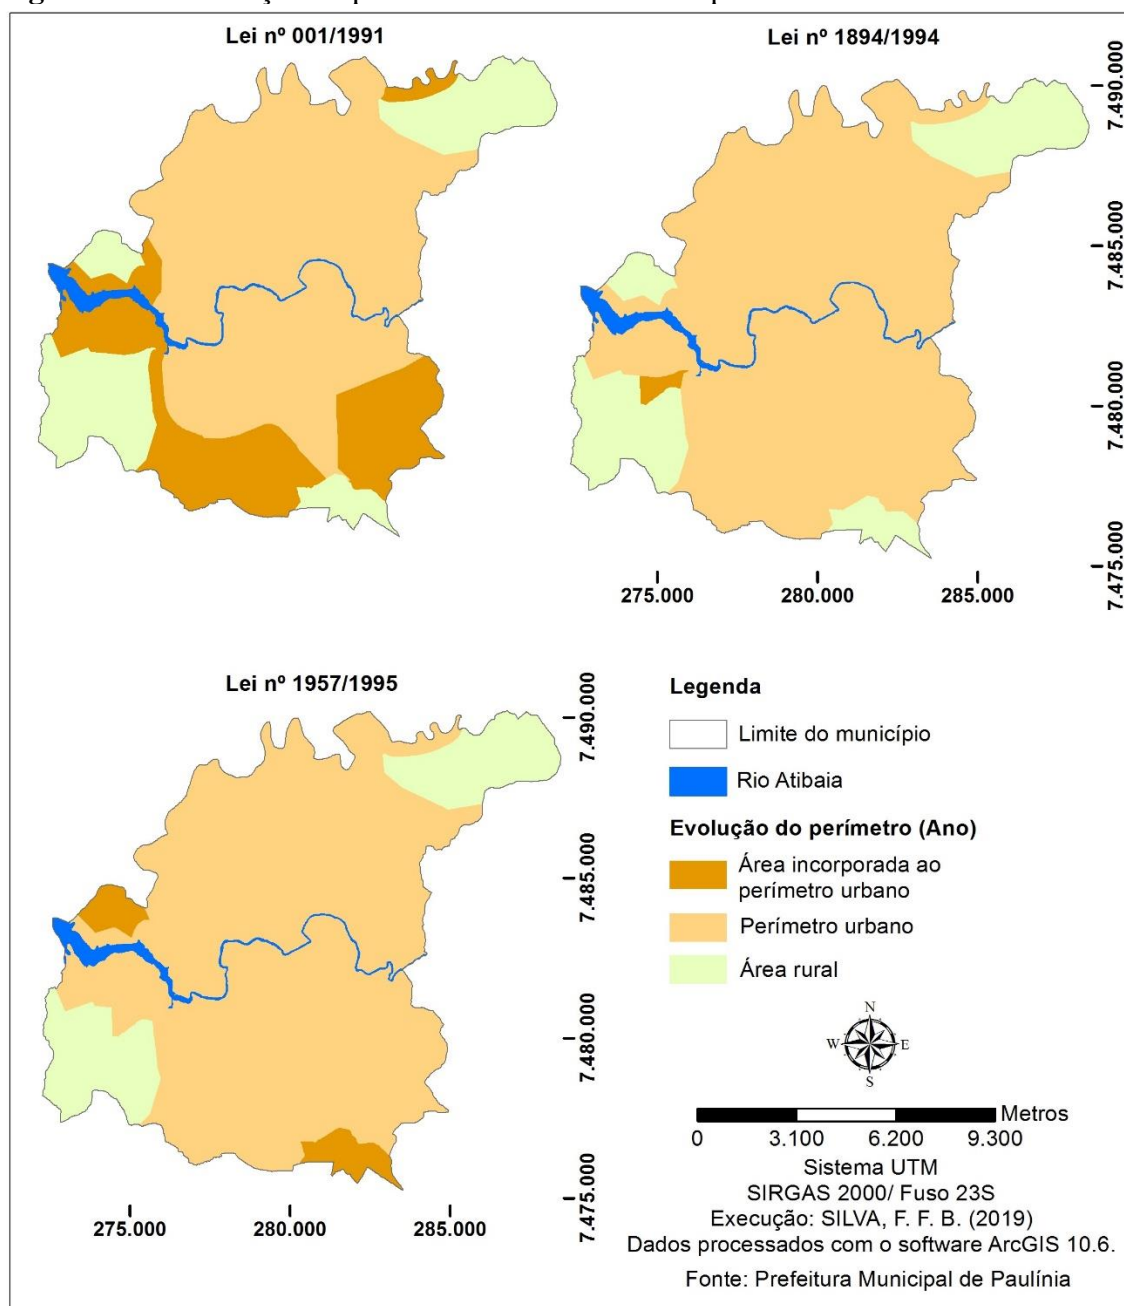 Lei nº 001/1991
Lei nº 1894/1994
7.490.000
7.485.000
7.480.000
7.475.000
275.000
280.000
285.000
Lei nº 1957/1995
7.490.000
7.485.000
7.480.000
7.475.000
275.000
280.000
285.000
Legenda
Limite do município
Rio Atibaia
Evolução do perímetro (Ano)
Área incorporada ao
perímetro urbano
Perímetro urbano
Área rural
N
W
E
S
Metros
0
3.100
6.200
9.300
Sistema UTM
SIRGAS 2000/ Fuso 23S
Execução: SILVA, F. F. B. (2019)
Dados processados com o software ArcGIS 10.6.
Fonte: Prefeitura Municipal de Paulínia